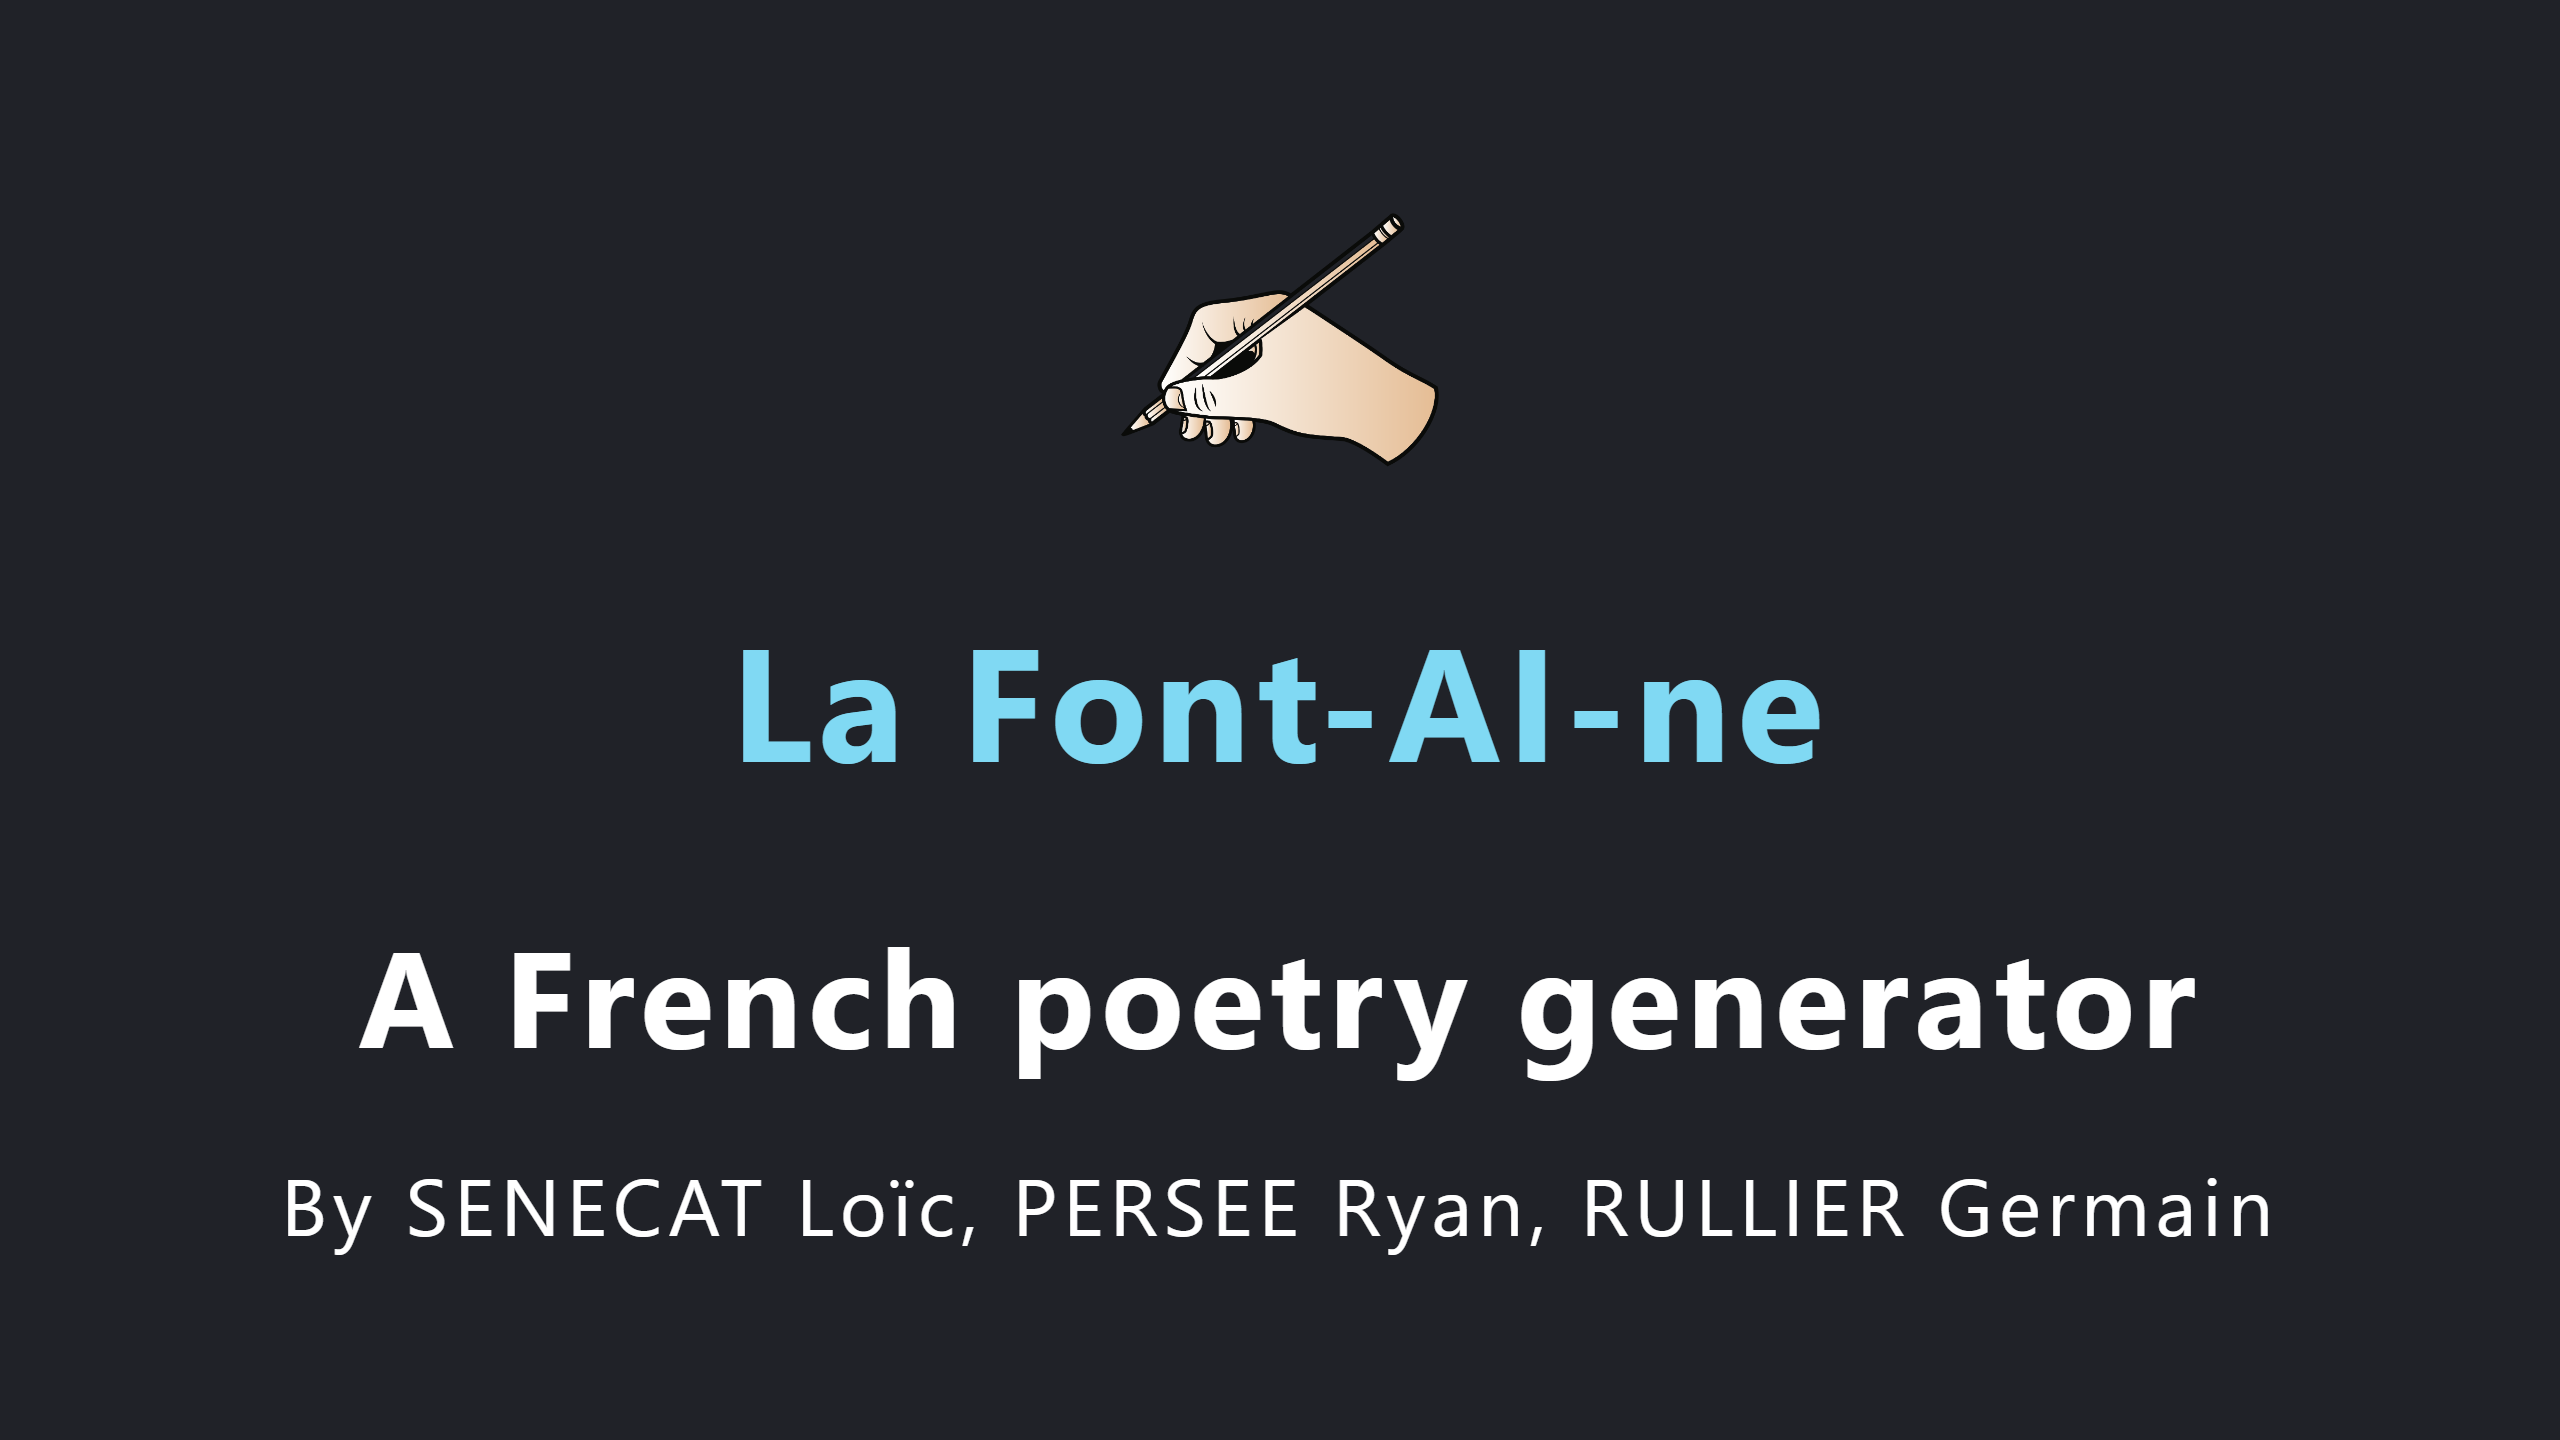 La Font-AI-ne
A French poetry generator
By SENECAT Loïc, PERSEE Ryan, RULLIER Germain